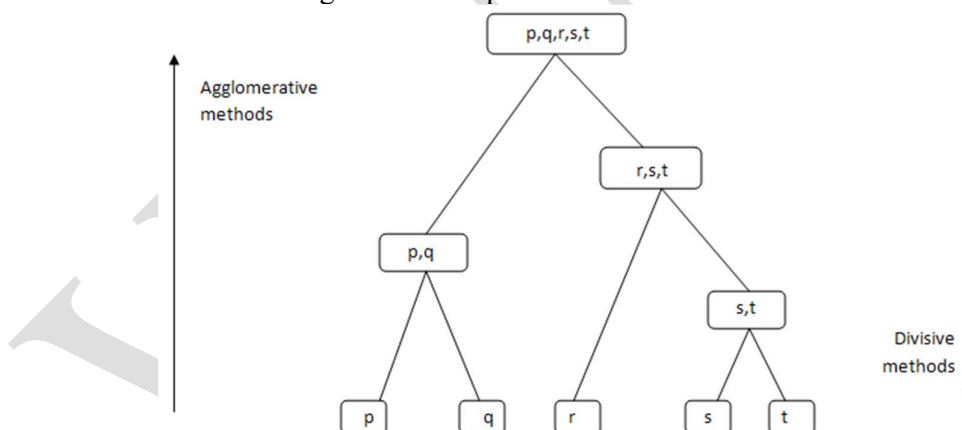 p,q,r,s,t
Agglomerative
methods
r,s,t
p,q
s,t
Divisive
methods
p
q
r
s
t